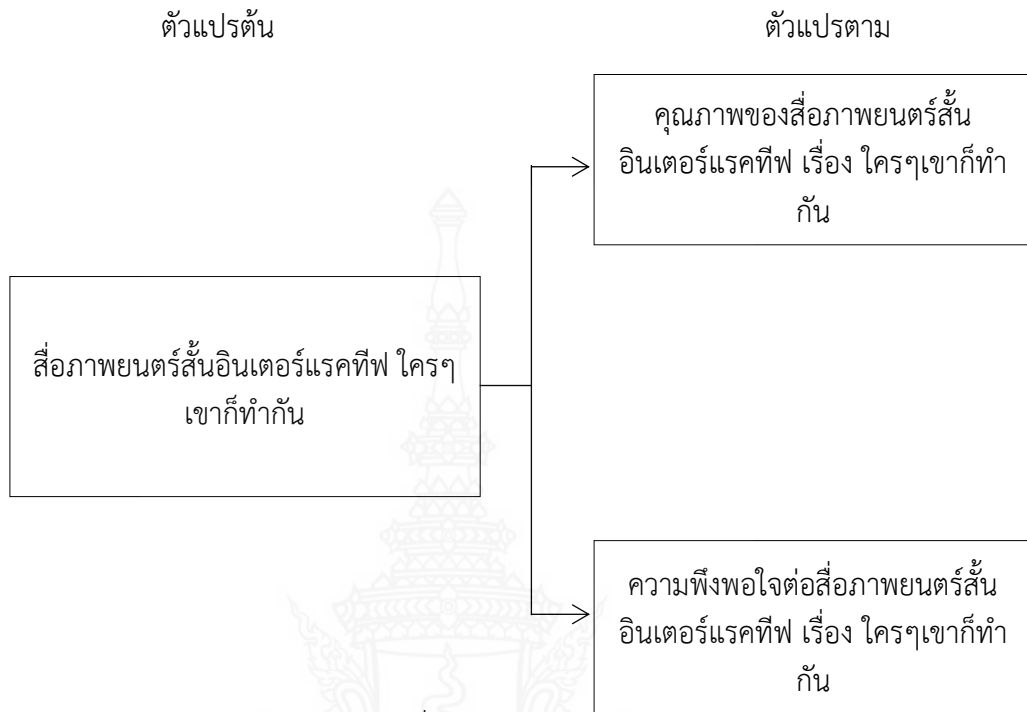 ตัวแปรต้น
ตัวแปรตาม
คุณภาพของสื่อภาพยนตร์สั้น
อินเตอร์แรคทีฟ เรื่อง ใครๆเขาก็ทำ
กัน
สื่อภาพยนตร์สั้นอินเตอร์แรคทีฟ ใครๆ
เขาก็ทำกัน
ความพึงพอใจต่อสื่อภาพยนตร์สั้น
อินเตอร์แรคทีฟ เรื่อง ใครๆเขาก็ทำ
กัน